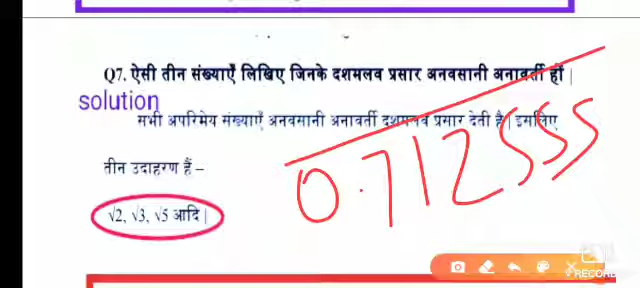 Q7. ऐसी तीन संख्याएँ लिखिए जिनके दशमलव प्रसार अनवसानी अनावर्ती हों |
solution
सभी अपरिमेय संख्याएँ अनवसानी अनावर्ती दशमलव प्रसार देती है | इसलिए
तीन उदाहरण हैं –
0.712555
√2, √3, √5 आदि |
RECORD